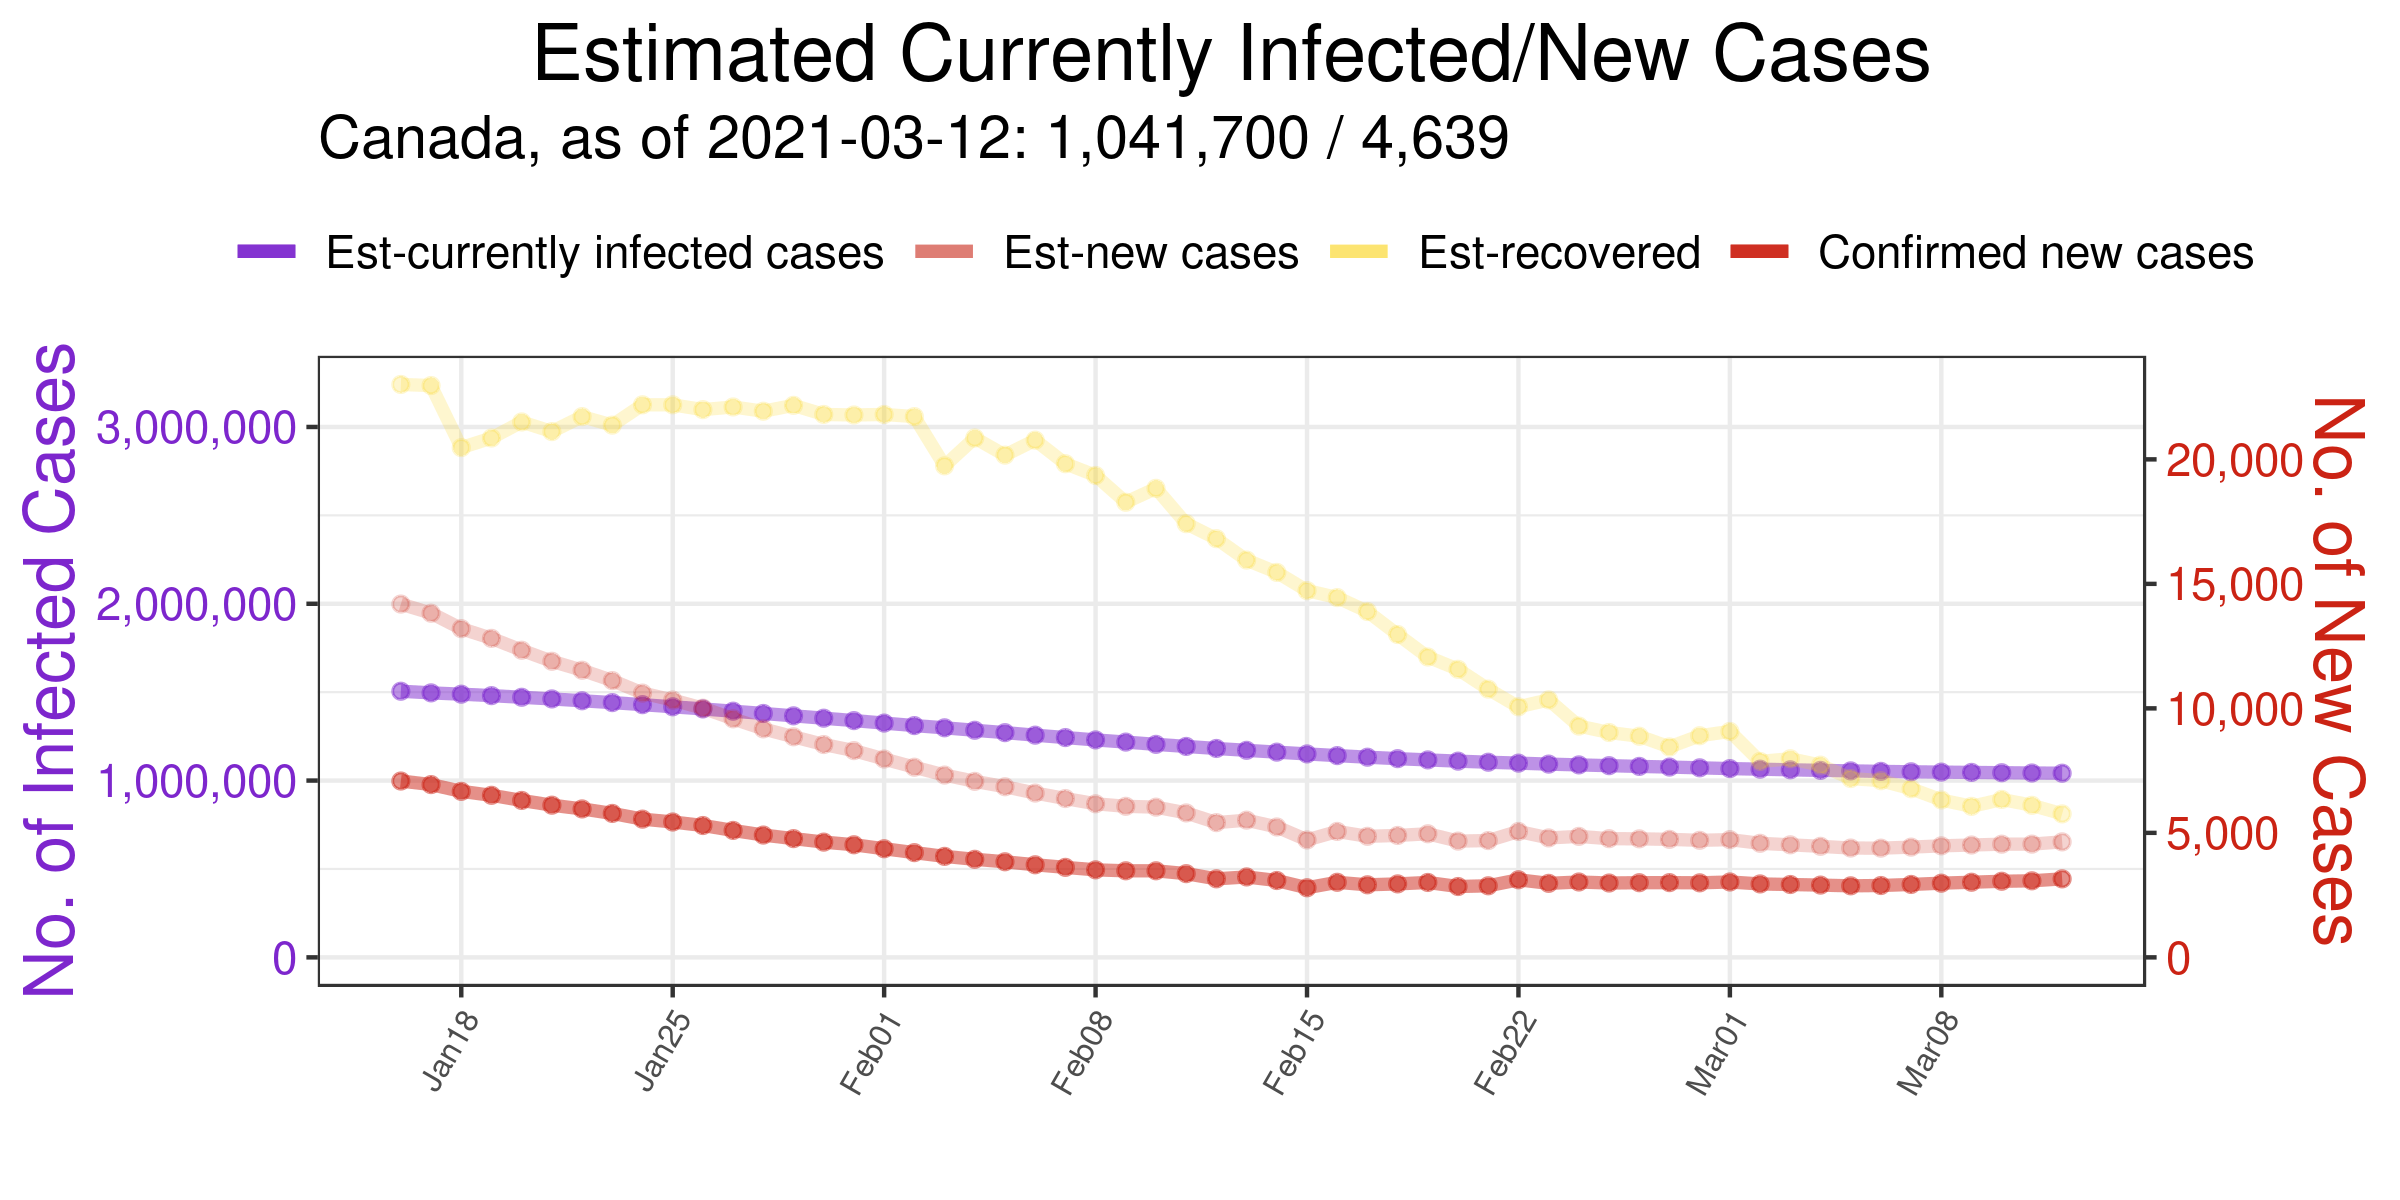 Estimated Currently Infected/New Cases
Canada, as of 2021-03-12: 1,041,700 / 4,639
Est-currently infected cases
Est-new cases
Est-recovered
Confirmed new cases
No. of Infected Cases
3,000,000
2,000,000
1,000,000
0
20,000
15,000
10,000
5,000
0
No. of New Cases
Jan18
Jan25
Feb01
Feb08
Feb15
Feb22
Mar01
Mar08